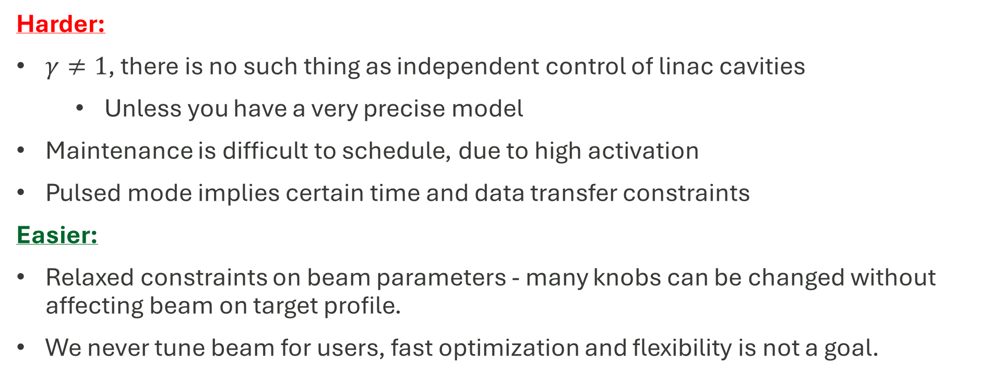 Harder:
• γ ≠ 1, there is no such thing as independent control of linac cavities
• Unless you have a very precise model
• Maintenance is difficult to schedule, due to high activation
• Pulsed mode implies certain time and data transfer constraints
Easier:
• Relaxed constraints on beam parameters - many knobs can be changed without
affecting beam on target profile.
• We never tune beam for users, fast optimization and flexibility is not a goal.